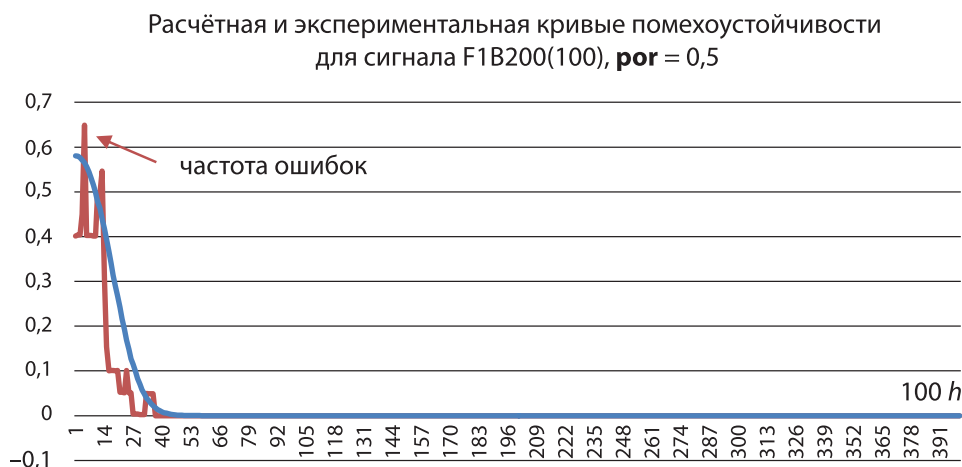 Расчётная и экспериментальная кривые помехоустойчивости
для сигнала F1B200(100), por = 0,5
0,7
0,6
частота ошибок
0,5
0,4
0,3
0,2
0,1
100 h
0
1 14 27 40 53 66 79 92 105 118 131 144 157 170 183 196 209 222 235 248 261 274 287 300 313 326 339 352 365 378 391
–0,1